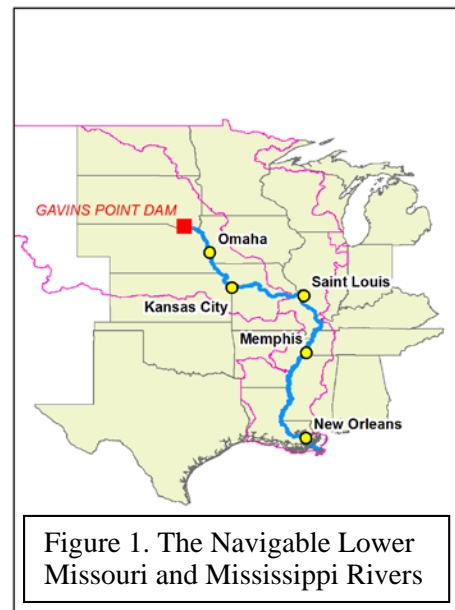 GAVINS POINT DAM
Omaha
Saint Louis
Kansas City
Memphis
New Orleans
Figure 1. The Navigable Lower
Missouri and Mississippi Rivers